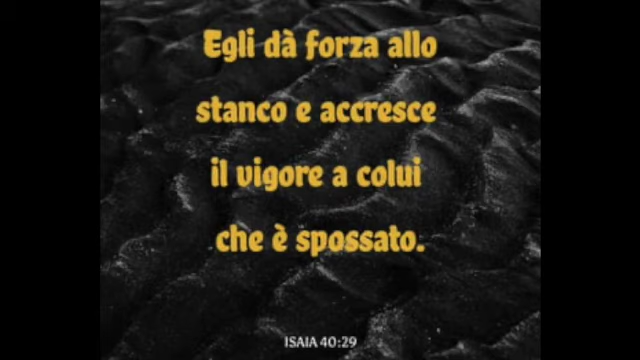 Egli dà forza allo
stanco e accresce
il vigore a colui
che è spossato.
ISAIA 40:29